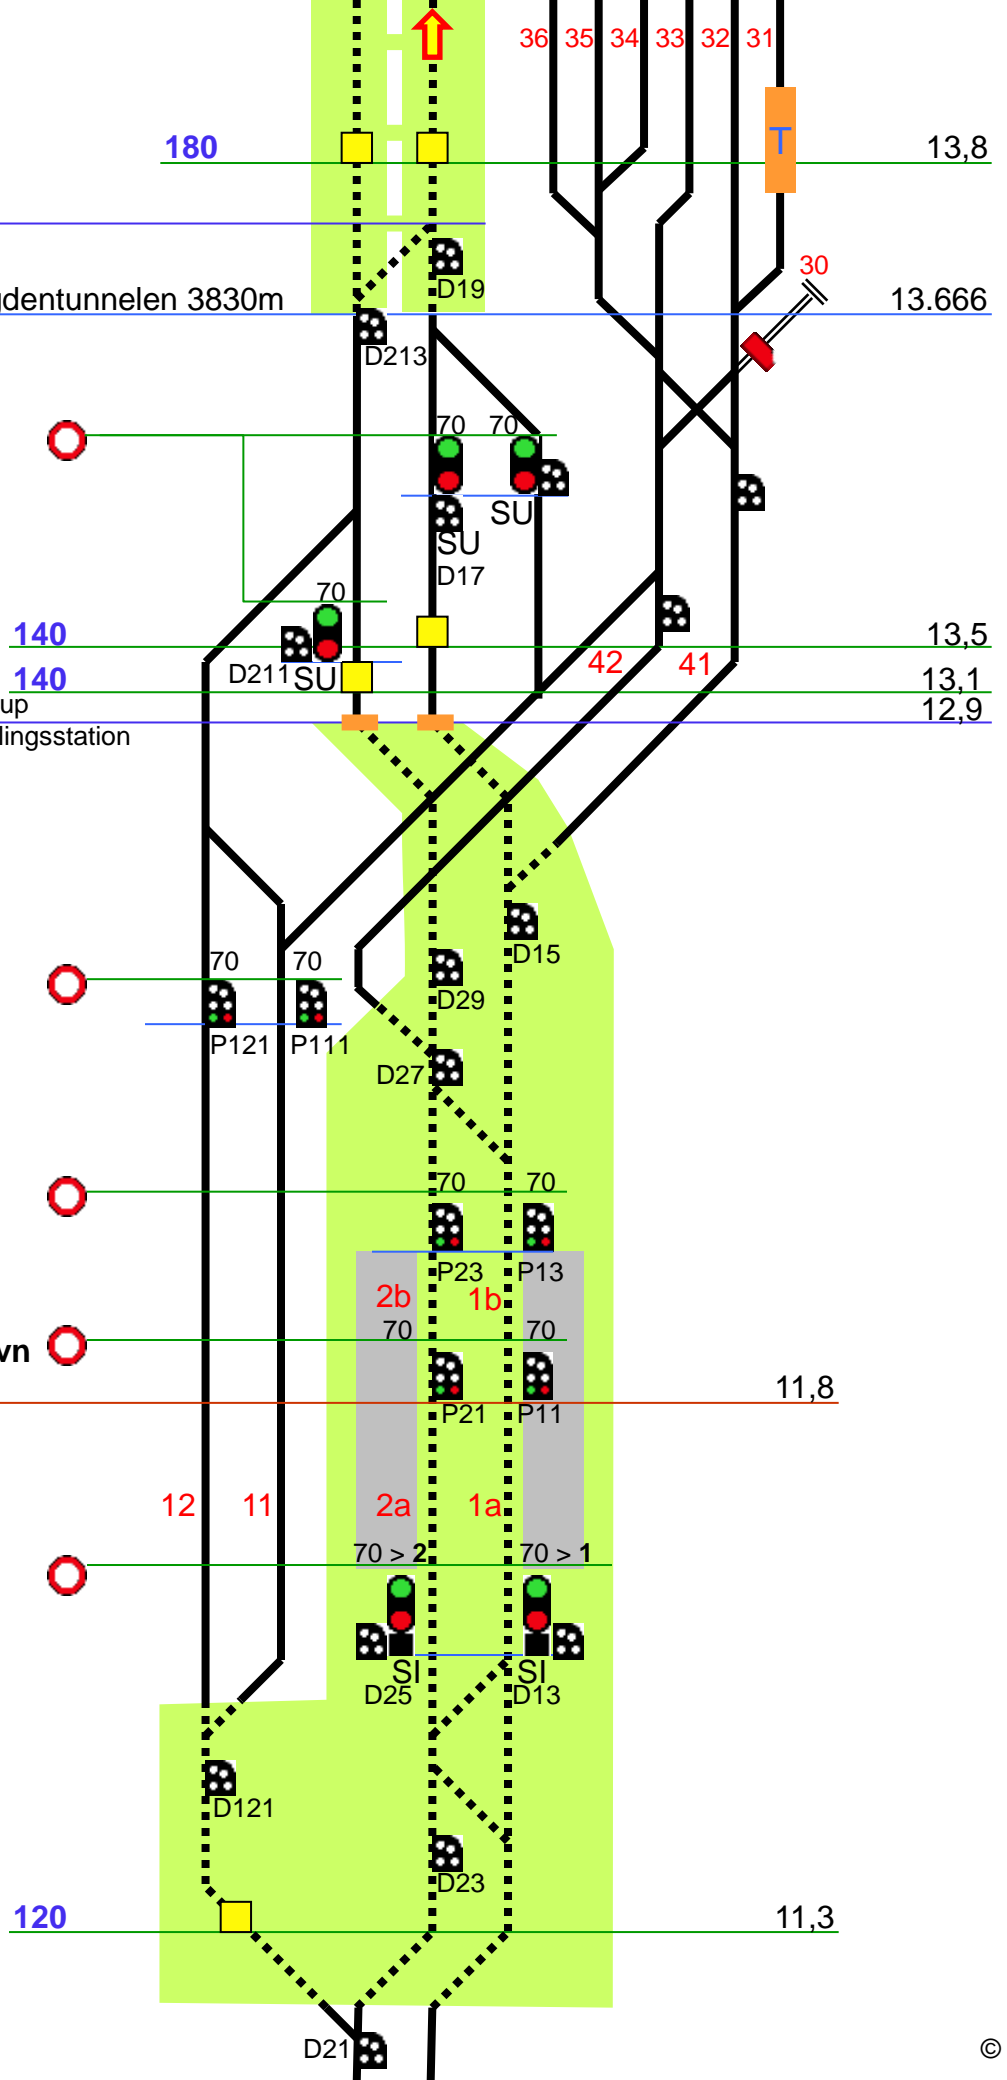 36 35 34 33 32 31
T
180 13,8
D19
30
gdentunnelen 3830m 13.666
D213
70 70
SU
SU
D17
70
140 13,5
D211 SU
42 41
140 13,1
up 12,9
lingsstation
D15
70 70
D29
P121 P111
D27
70 70
P23 P13
2b 1b
70 70
vn
11,8
P21 P11
12 11 2a 1a
70 > 2 70 > 1
SI SI
D25 D13
D121
D23
120 11,3
D21
©